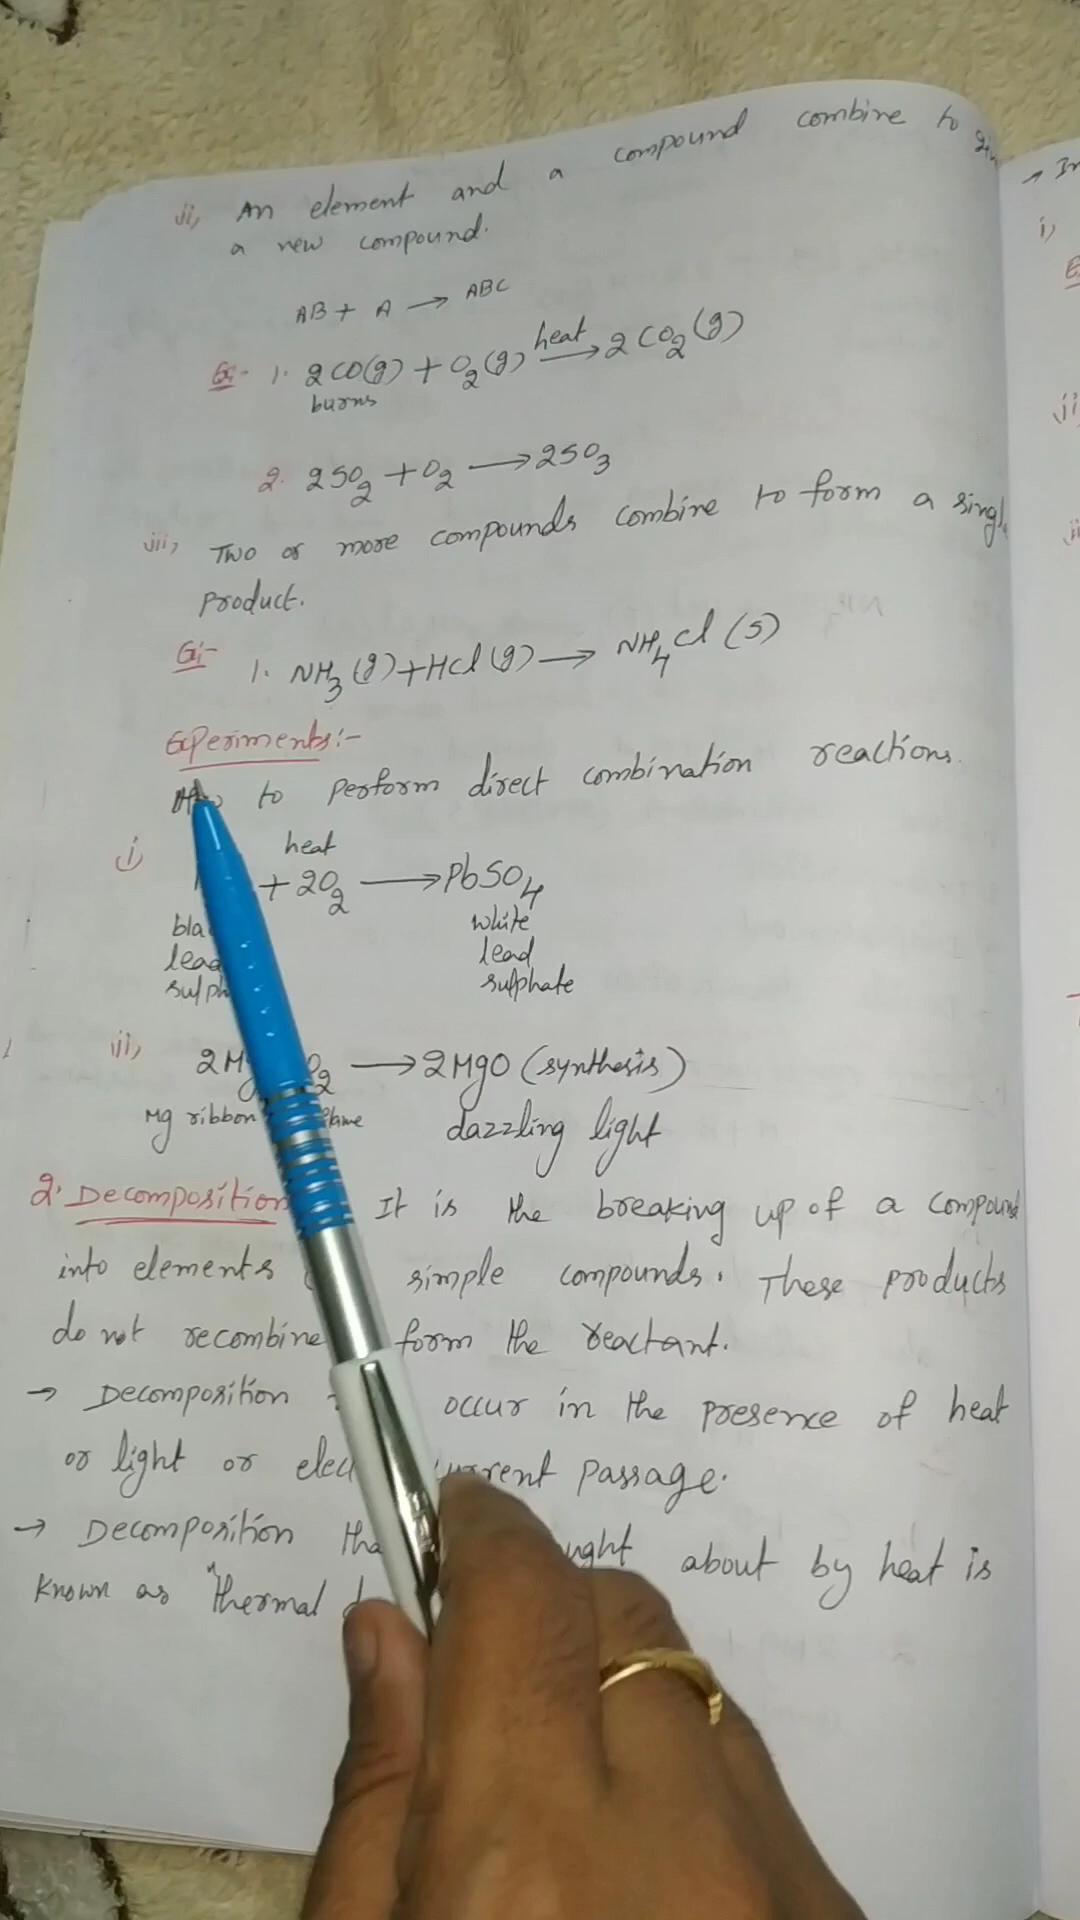 ii, An element and a compound combine to
a new compound.
AB + A → ABC
Ex:- 1. 2CO(g) + O2(g) heat → 2CO2(g)
burns
2. 2SO2 + O2 → 2SO3
iii, Two or more compounds combine to form a
product.
Ex:- 1. NH3(g) + HCl(g) → NH4Cl(s)
Experiments:-
to perform direct combination reactions.
i) heat
+ 2O2 → PbSO4
white
lead
sulphate
ii, → 2MgO (synthesis)
Mg ribbon dazzling light
2. Decomposition It is the breaking up of a compound
into elements simple compounds. These products
do not recombine form the reactant.
→ Decomposition occur in the presence of heat
or light or current passage.
→ Decomposition about by heat is
known as "thermal